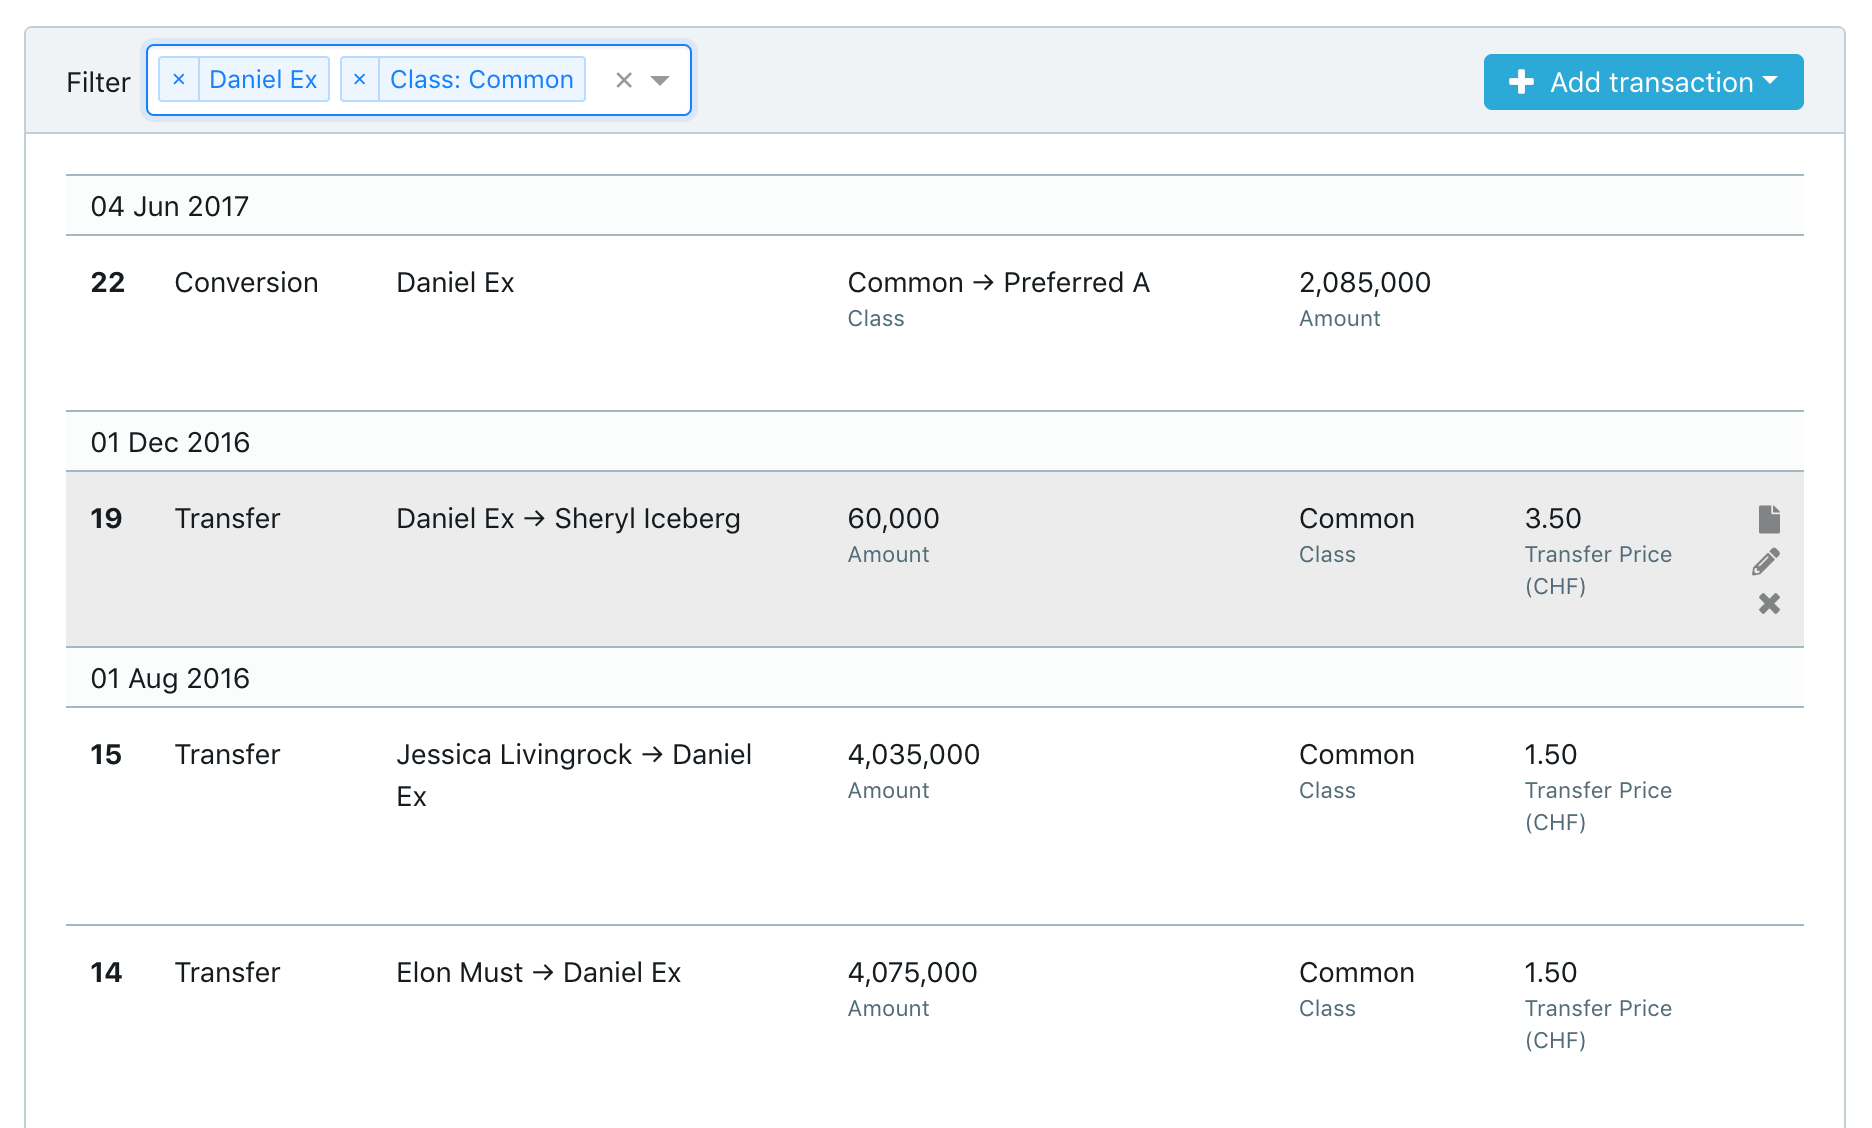 Filter × Daniel Ex × Class: Common × Add transaction
04 Jun 2017
22 Conversion Daniel Ex Common → Preferred A 2,085,000
Class Amount
01 Dec 2016
19 Transfer Daniel Ex → Sheryl Iceberg 60,000 Common 3.50
Amount Class Transfer Price
(CHF)
01 Aug 2016
15 Transfer Jessica Livingrock → Daniel 4,035,000 Common 1.50
Ex Amount Class Transfer Price
(CHF)
14 Transfer Elon Must → Daniel Ex 4,075,000 Common 1.50
Amount Class Transfer Price
(CHF)